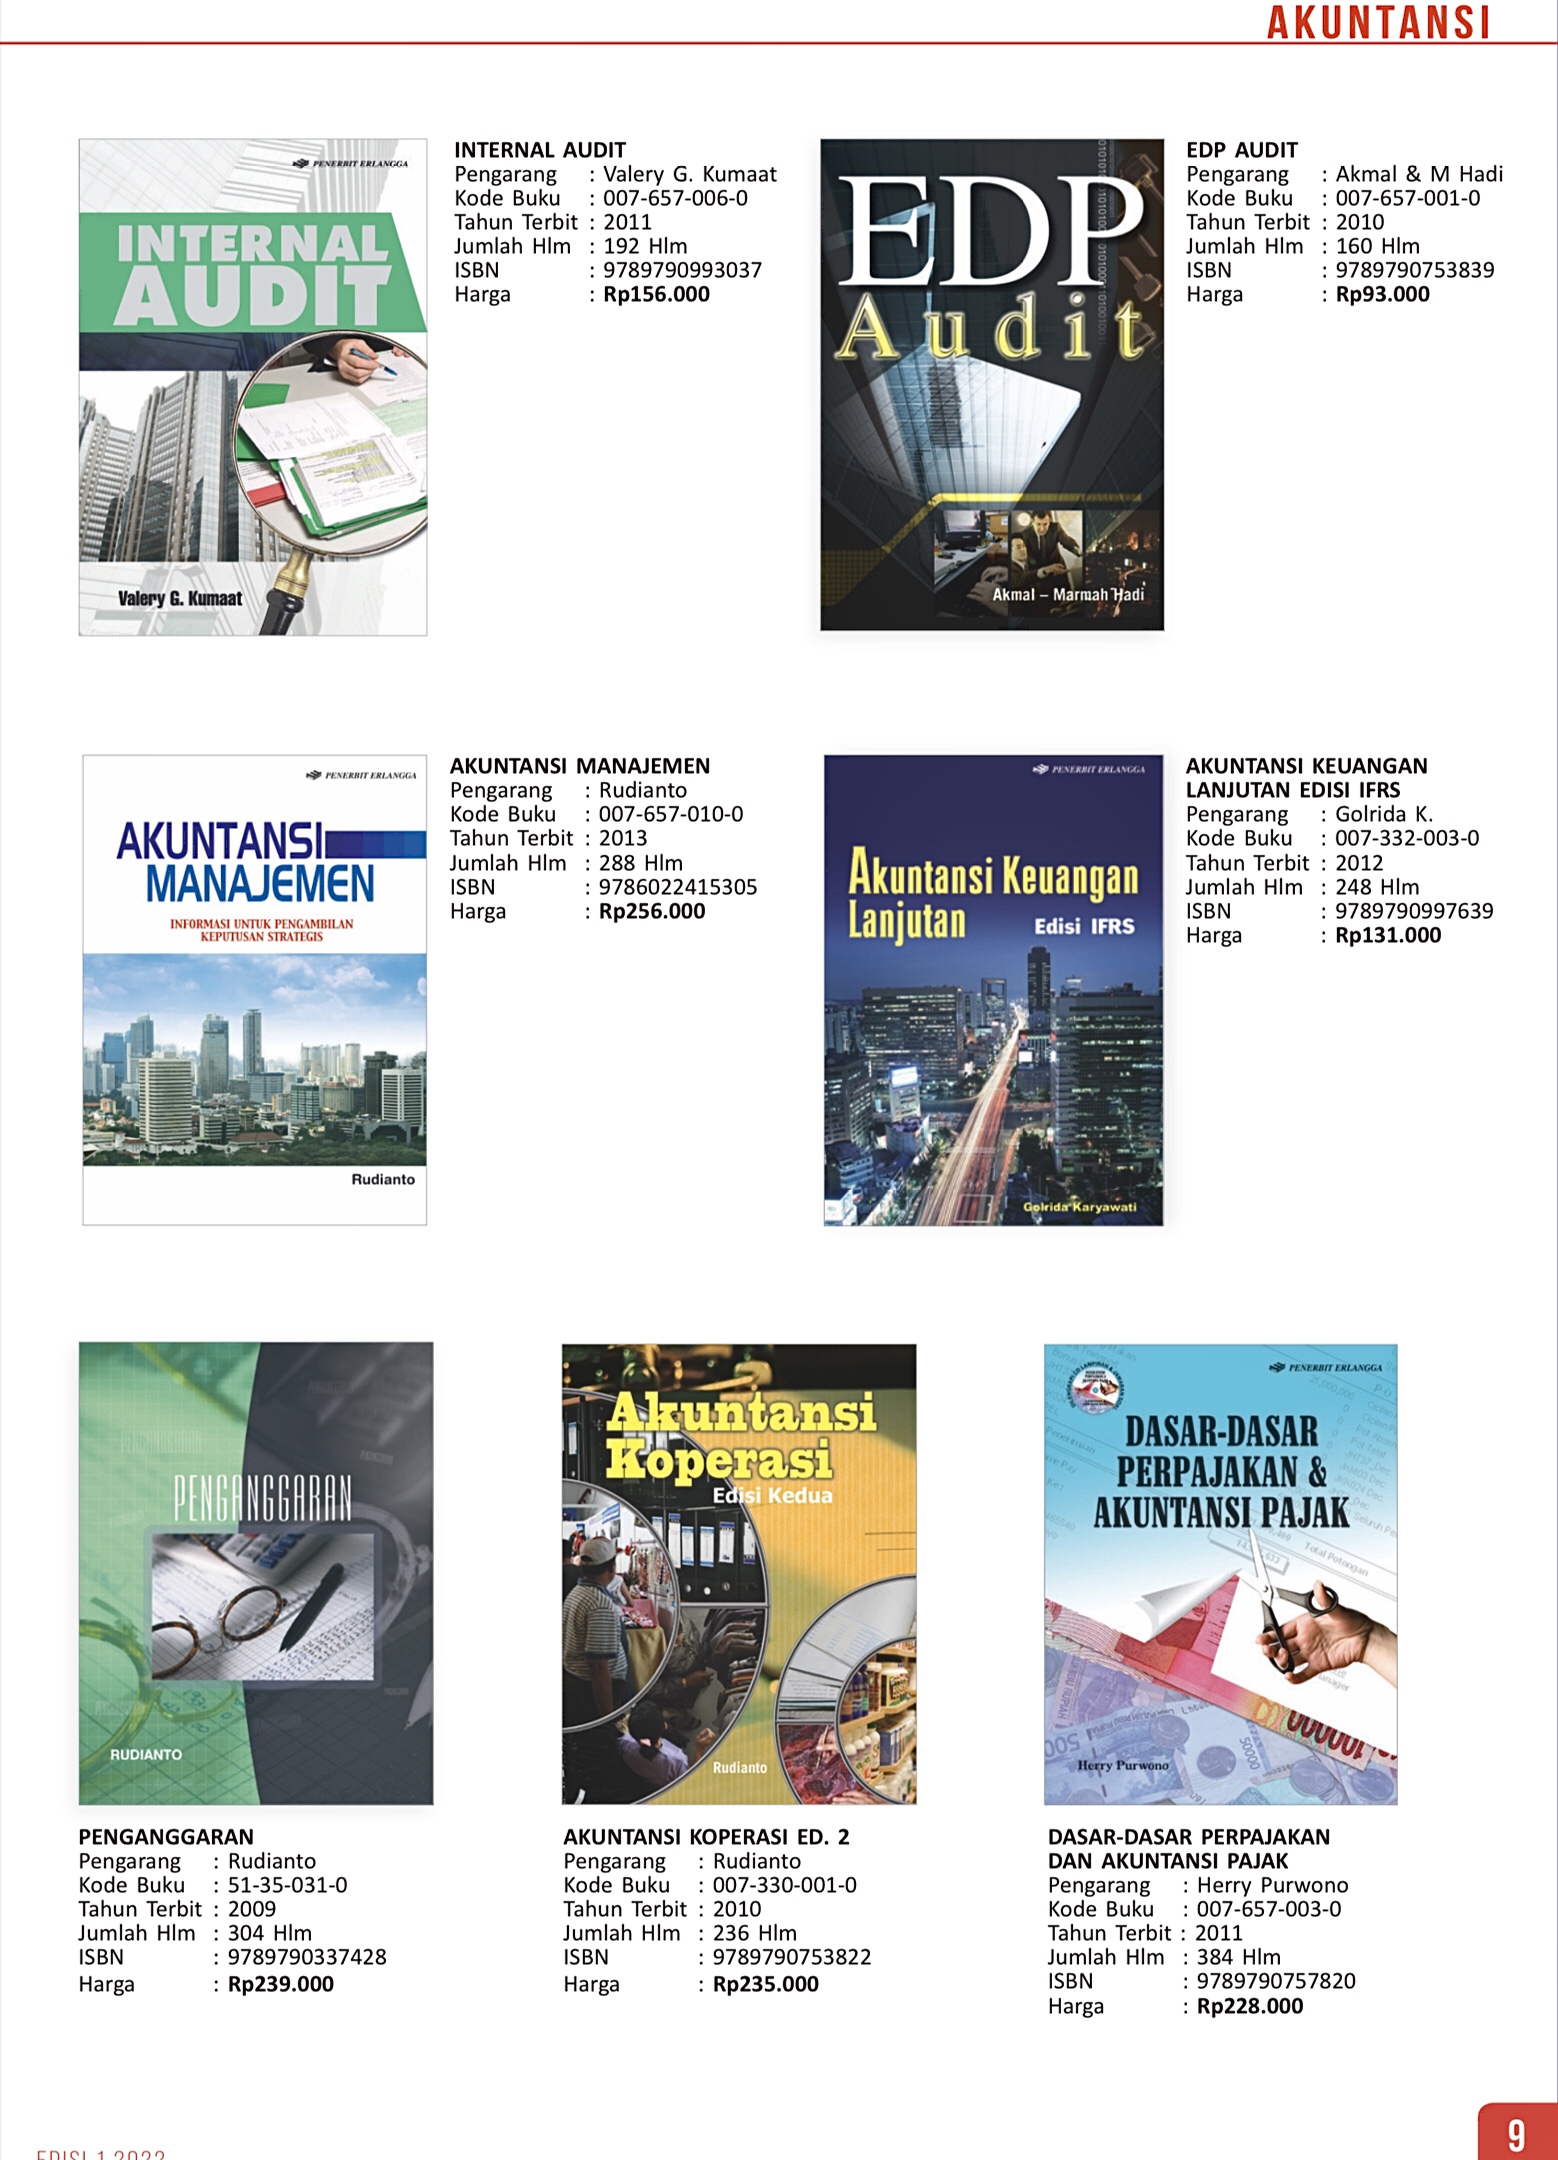 AKUNTANSI
PENERBIT ERLANGGA
INTERNAL
AUDIT
Valery G. Kumaat
INTERNAL AUDIT
Pengarang : Valery G. Kumaat
Kode Buku : 007-657-006-0
Tahun Terbit : 2011
Jumlah Hlm : 192 Hlm
ISBN : 9789790993037
Harga : Rp156.000
EDP
Audit
Akmal – Marmah Hadi
EDP AUDIT
Pengarang : Akmal & M Hadi
Kode Buku : 007-657-001-0
Tahun Terbit : 2010
Jumlah Hlm : 160 Hlm
ISBN : 9789790753839
Harga : Rp93.000
PENERBIT ERLANGGA
AKUNTANSI
MANAJEMEN
INFORMASI UNTUK PENGAMBILAN
KEPUTUSAN STRATEGIS
Rudianto
AKUNTANSI MANAJEMEN
Pengarang : Rudianto
Kode Buku : 007-657-010-0
Tahun Terbit : 2013
Jumlah Hlm : 288 Hlm
ISBN : 9786022415305
Harga : Rp256.000
PENERBIT ERLANGGA
Akuntansi Keuangan
Lanjutan Edisi IFRS
Golrida Karyawati
AKUNTANSI KEUANGAN
LANJUTAN EDISI IFRS
Pengarang : Golrida K.
Kode Buku : 007-332-003-0
Tahun Terbit : 2012
Jumlah Hlm : 248 Hlm
ISBN : 9789790997639
Harga : Rp131.000
PENGANGGARAN
RUDIANTO
PENGANGGARAN
Pengarang : Rudianto
Kode Buku : 51-35-031-0
Tahun Terbit : 2009
Jumlah Hlm : 304 Hlm
ISBN : 9789790337428
Harga : Rp239.000
Akuntansi
Koperasi
Edisi Kedua
Rudianto
AKUNTANSI KOPERASI ED. 2
Pengarang : Rudianto
Kode Buku : 007-330-001-0
Tahun Terbit : 2010
Jumlah Hlm : 236 Hlm
ISBN : 9789790753822
Harga : Rp235.000
PENERBIT ERLANGGA
DASAR-DASAR
PERPAJAKAN &
AKUNTANSI PAJAK
Total Potongan
Herry Purwono
DASAR-DASAR PERPAJAKAN
DAN AKUNTANSI PAJAK
Pengarang : Herry Purwono
Kode Buku : 007-657-003-0
Tahun Terbit : 2011
Jumlah Hlm : 384 Hlm
ISBN : 9789790757820
Harga : Rp228.000
9
EDISI 1 2022